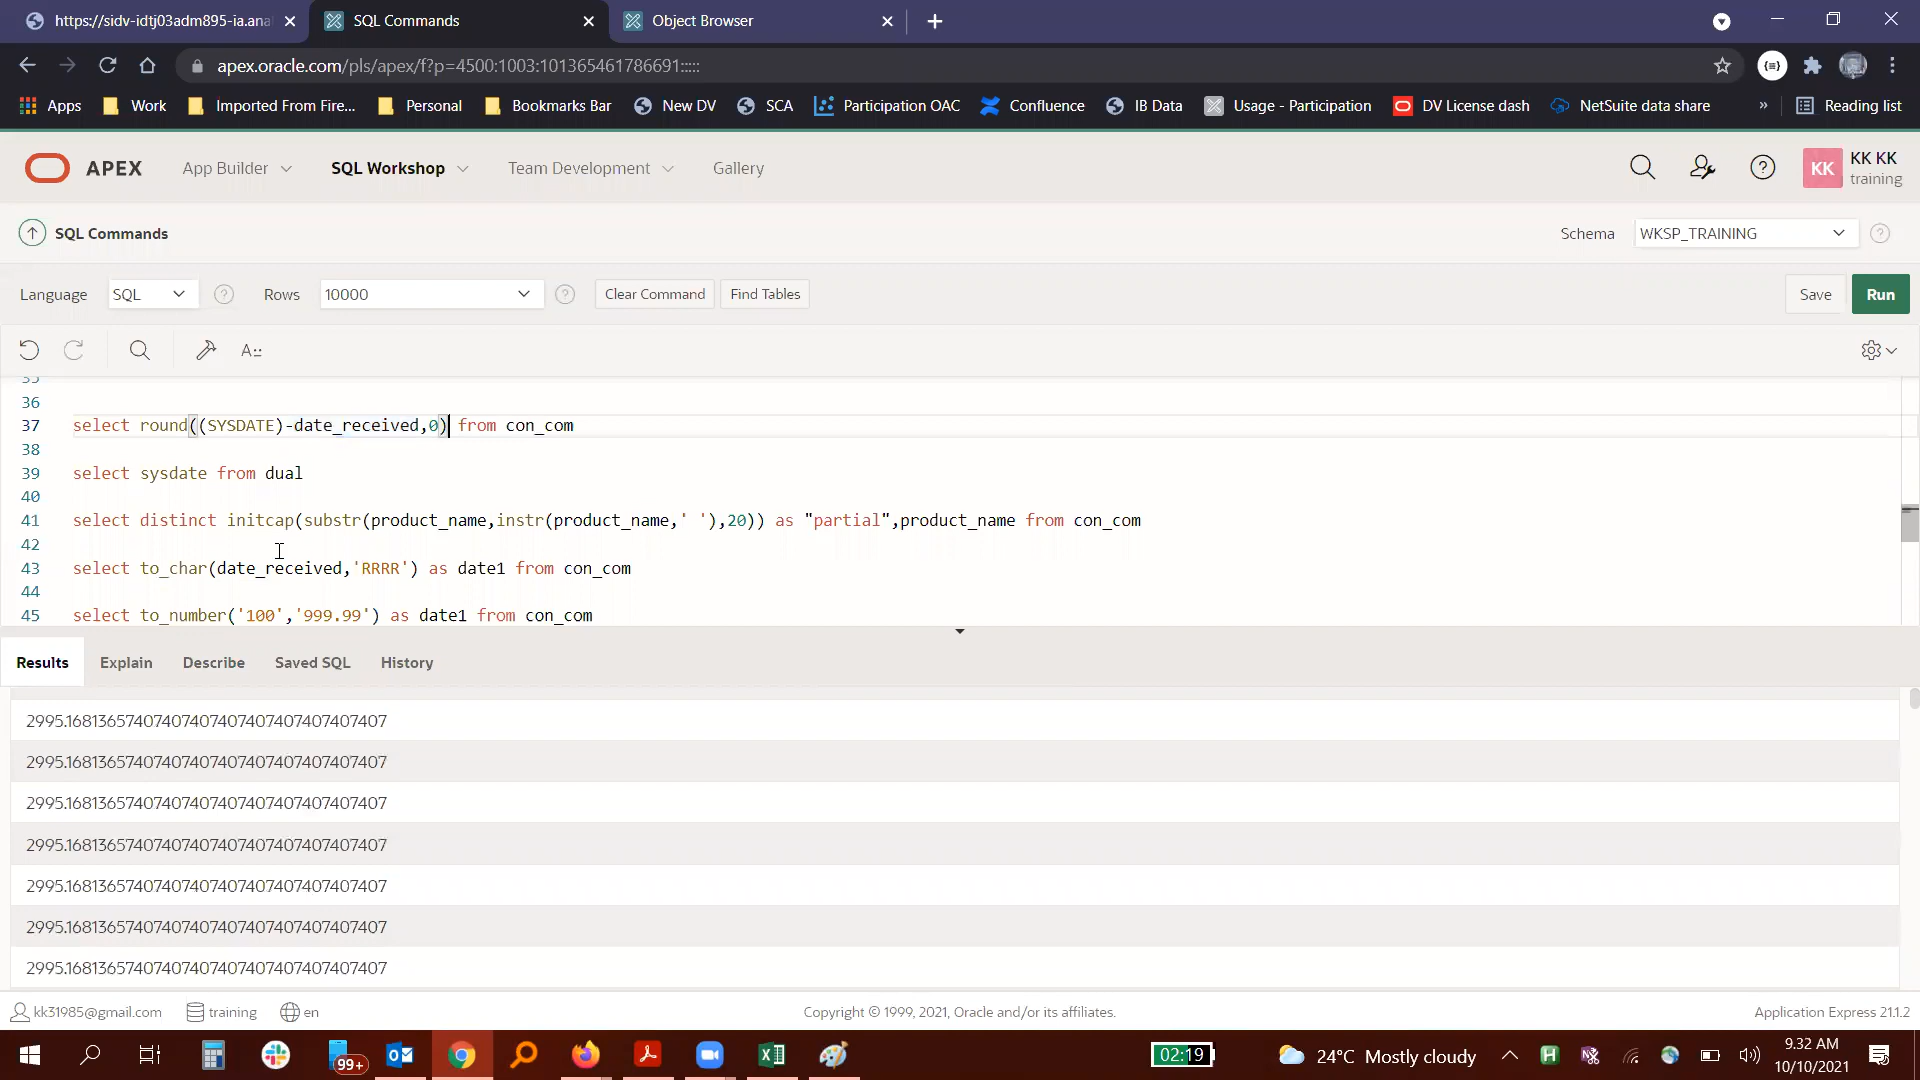 https://sidv-idtj03adm895-ia.ana
SQL Commands
Object Browser
apex.oracle.com/pls/apex/f?p=4500:1003:101365461786691:::::
Apps Work Imported From Fire... Personal Bookmarks Bar New DV SCA Participation OAC Confluence IB Data Usage - Participation DV License dash NetSuite data share » Reading list
APEX App Builder SQL Workshop Team Development Gallery KK KK KK
training
SQL Commands Schema WKSP_TRAINING
Language SQL Rows 10000 Clear Command Find Tables Save Run
A::
35
36
37 select round((SYSDATE)-date_received,0) from con_com
38
39 select sysdate from dual
40
41 select distinct initcap(substr(product_name,instr(product_name,' '),20)) as "partial",product_name from con_com
42
43 select to_char(date_received,'RRRR') as date1 from con_com
44
45 select to_number('100','999.99') as date1 from con_com
Results Explain Describe Saved SQL History
2995.16813657407407407407407407407407407
2995.16813657407407407407407407407407407
2995.16813657407407407407407407407407407
2995.16813657407407407407407407407407407
2995.16813657407407407407407407407407407
2995.16813657407407407407407407407407407
2995.16813657407407407407407407407407407
kk31985@gmail.com training en Copyright © 1999, 2021, Oracle and/or its affiliates. Application Express 21.1.2
99+ 02:19 24°C Mostly cloudy 9.32 AM
10/10/2021